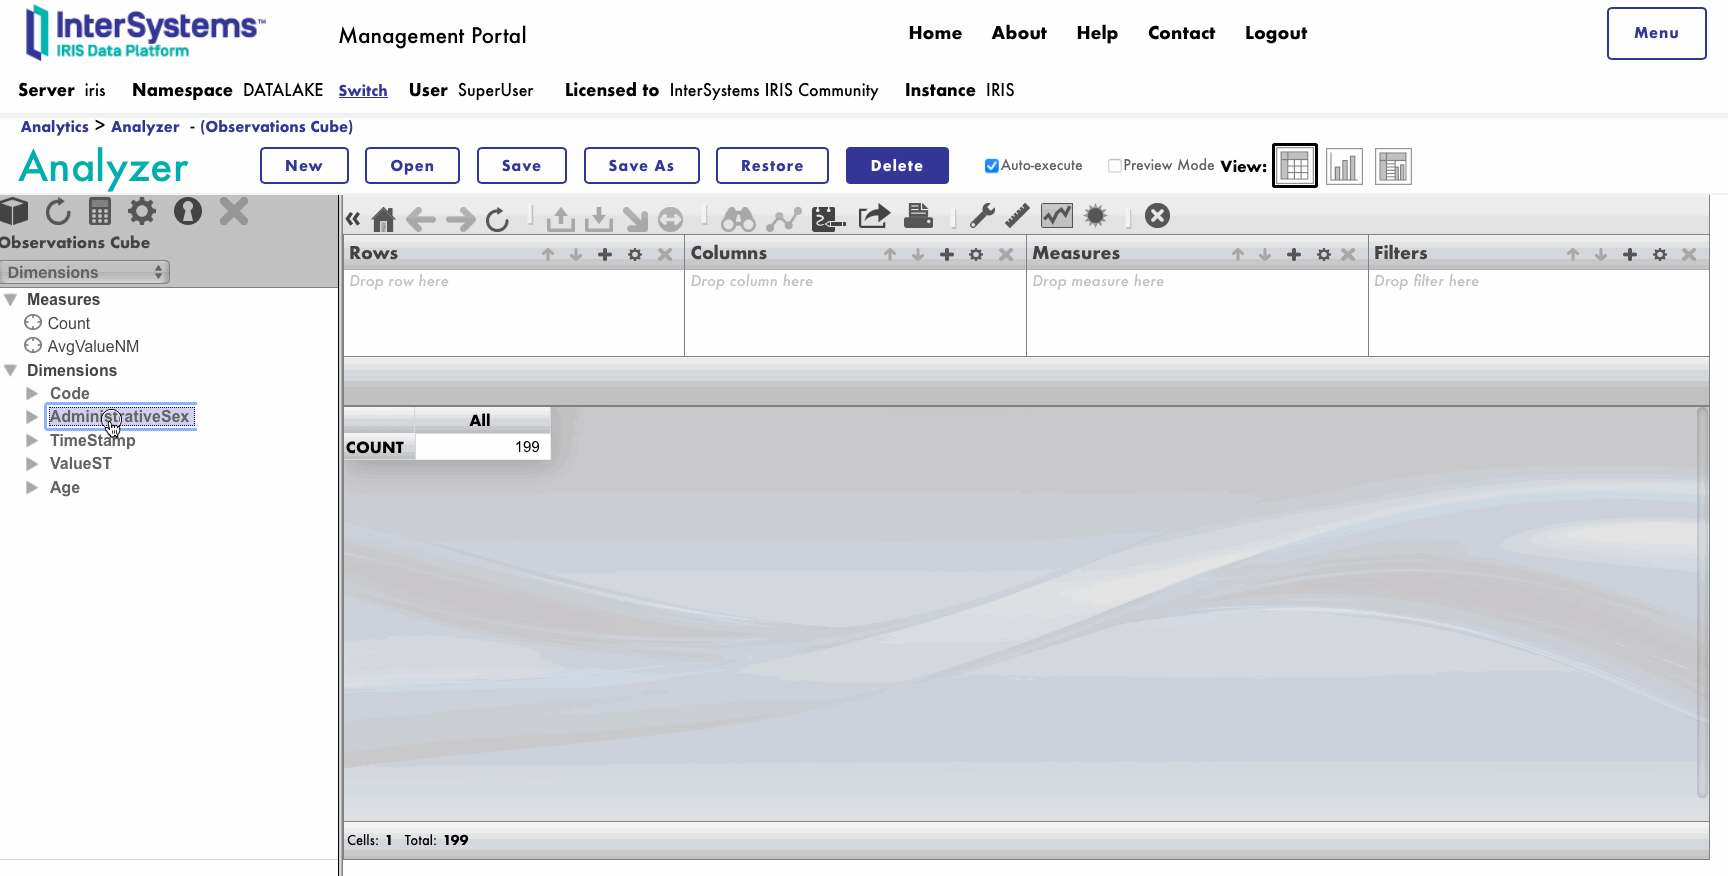 InterSystems™
IRIS Data Platform
Management Portal
Home About Help Contact Logout
Menu
Server iris Namespace DATALAKE Switch User SuperUser Licensed to InterSystems IRIS Community Instance IRIS
Analytics > Analyzer - (Observations Cube)
Analyzer
New Open Save Save As Restore Delete Auto-execute Preview Mode View:
Observations Cube
Dimensions
Measures
Count
AvgValueNM
Dimensions
Code
AdministrativeSex
TimeStamp
ValueST
Age
Rows Columns Measures Filters
Drop row here Drop column here Drop measure here Drop filter here
All
COUNT 199
Cells: 1 Total: 199